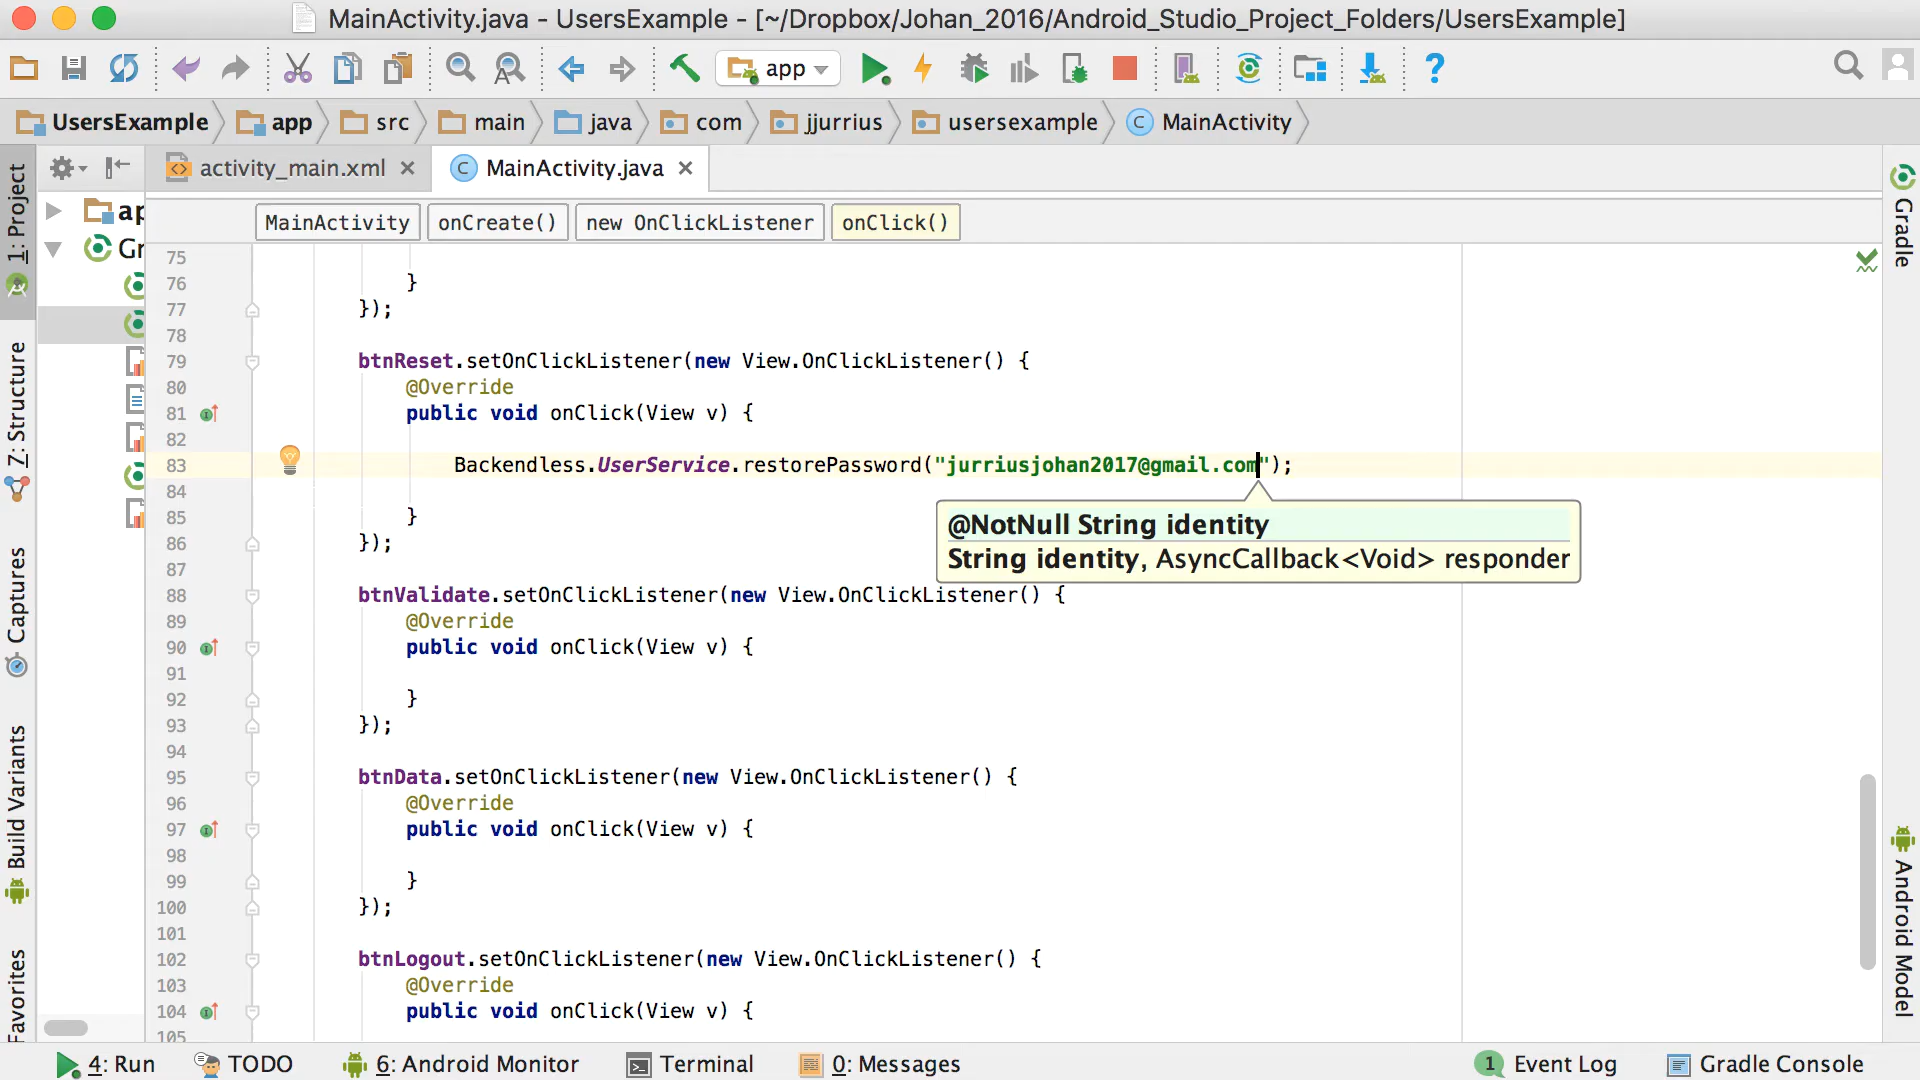 MainActivity.java - UsersExample - [~/Dropbox/Johan_2016/Android_Studio_Project_Folders/UsersExample]
app
UsersExample app src main java com jjurrius usersexample MainActivity
activity_main.xml MainActivity.java
1: Project
Z: Structure
Captures
Build Variants
Favorites
ap
Gr
MainActivity onCreate() new OnClickListener onClick()
75
76 }
77 });
78
79 btnReset.setOnClickListener(new View.OnClickListener() {
80 @Override
81 public void onClick(View v) {
82
83 Backendless.UserService.restorePassword("jurriusjohan2017@gmail.com");
84
@NotNull String identity
String identity, AsyncCallback<Void> responder
85 }
86 });
87
88 btnValidate.setOnClickListener(new View.OnClickListener() {
89 @Override
90 public void onClick(View v) {
91
92 }
93 });
94
95 btnData.setOnClickListener(new View.OnClickListener() {
96 @Override
97 public void onClick(View v) {
98
99 }
100 });
101
102 btnLogout.setOnClickListener(new View.OnClickListener() {
103 @Override
104 public void onClick(View v) {
105
Gradle
Android Model
4: Run TODO 6: Android Monitor Terminal 0: Messages 1 Event Log Gradle Console